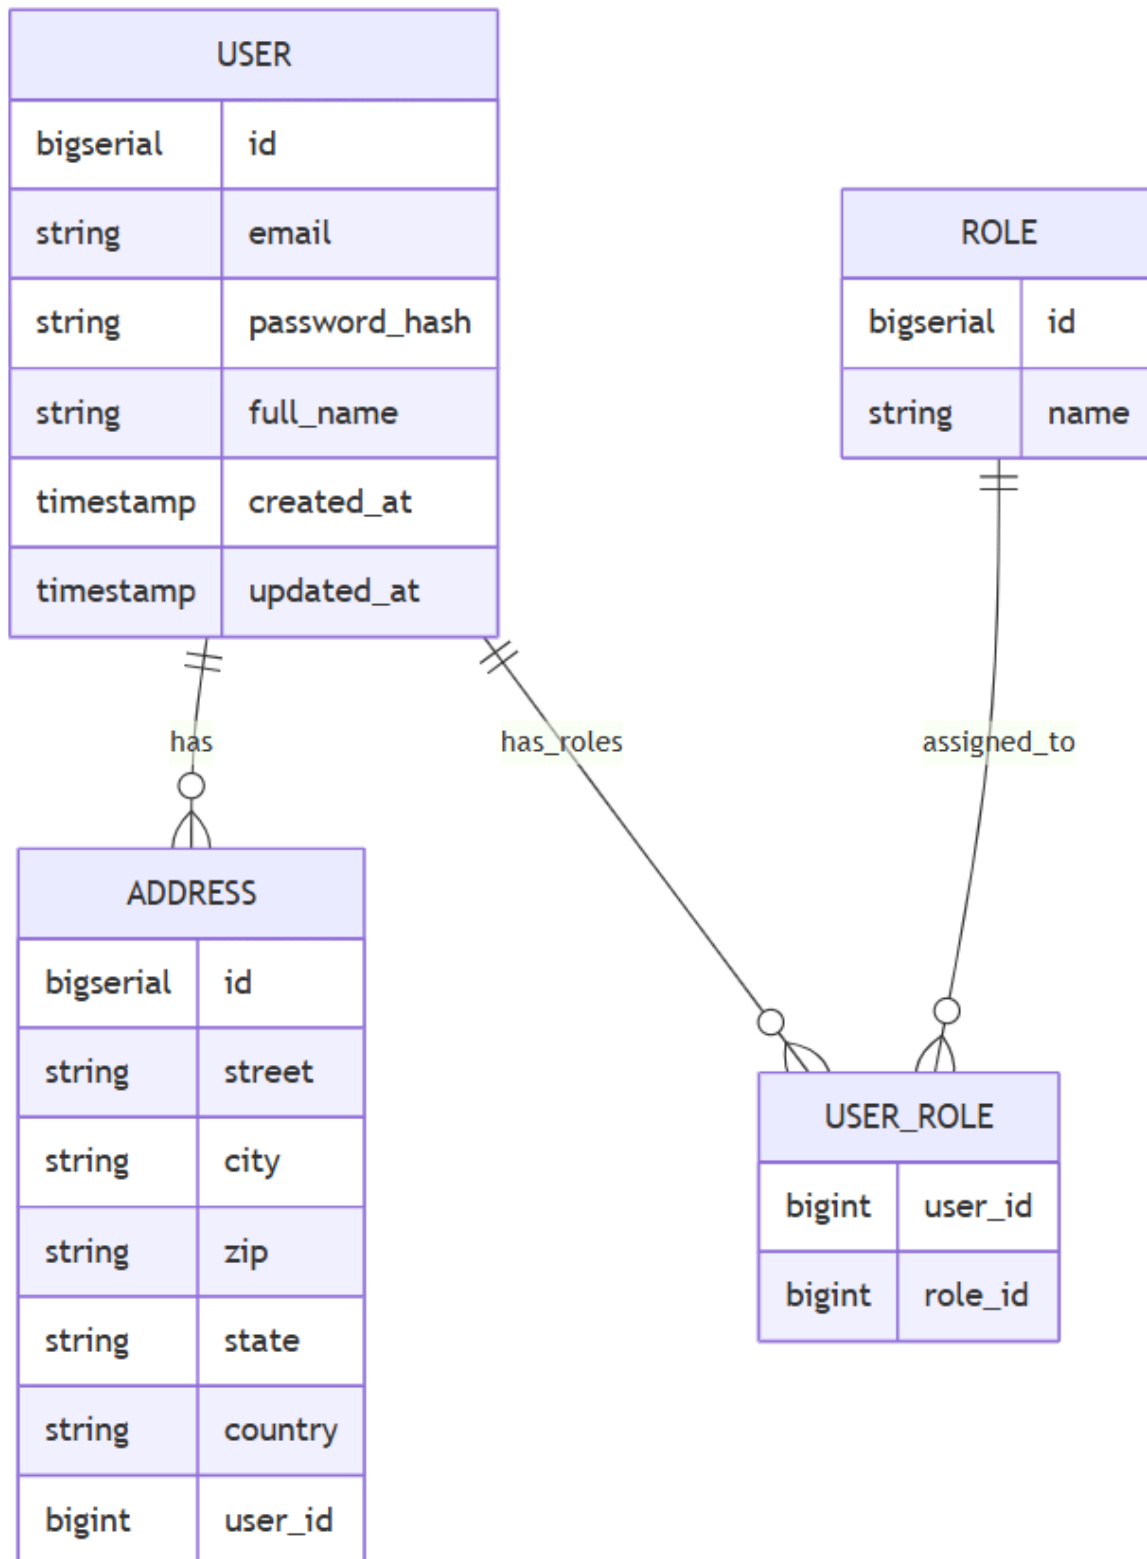 USER
bigserial id
string email
string password_hash
string full_name
timestamp created_at
timestamp updated_at
ROLE
bigserial id
string name
has
has_roles
assigned_to
ADDRESS
bigserial id
string street
string city
string zip
string state
string country
bigint user_id
USER_ROLE
bigint user_id
bigint role_id